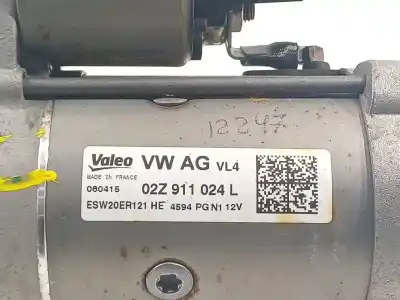 12247
Valeo VW AG VL4
MADE IN FRANCE
060415 02Z 911 024 L
ESW20ER121 HE 4594 PG N1 12V